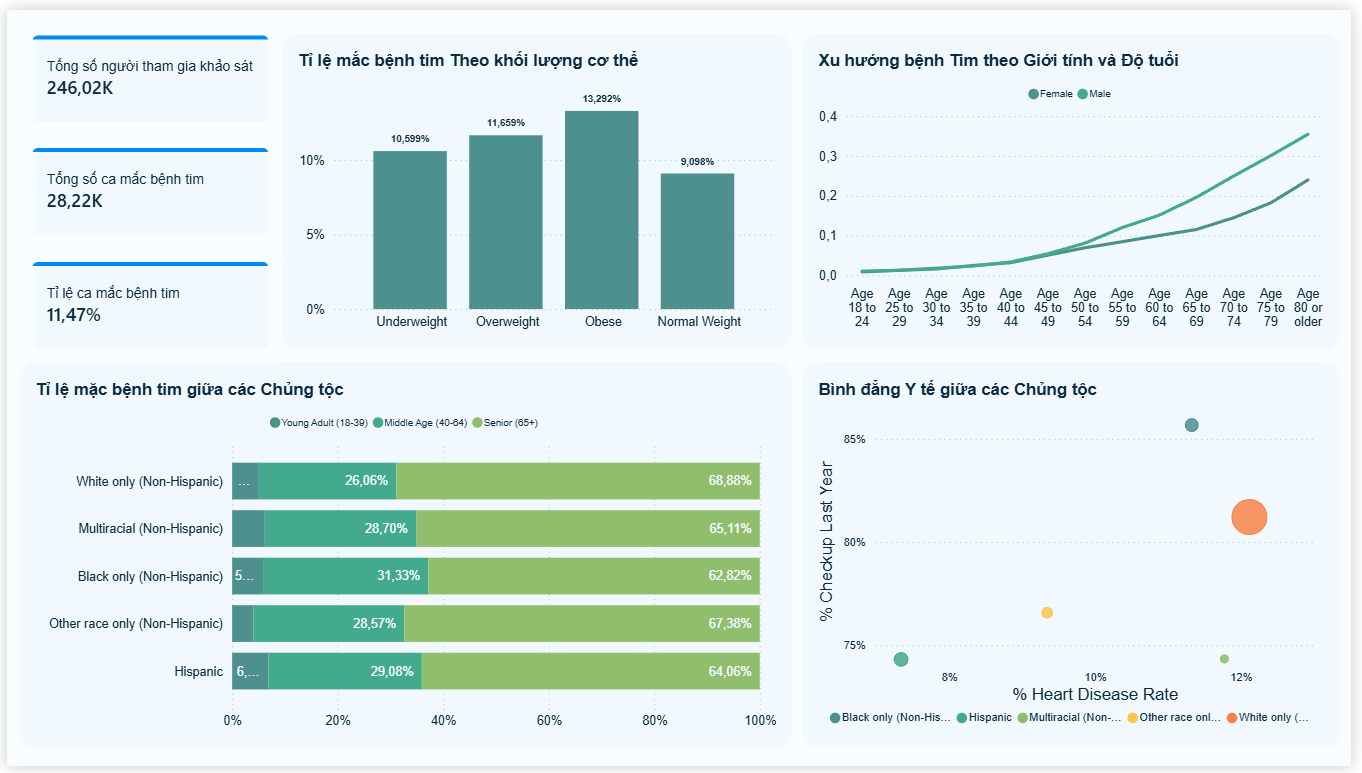 Tổng số người tham gia khảo sát
246,02K
Tổng số ca mắc bệnh tim
28,22K
Tỉ lệ ca mắc bệnh tim
11,47%
Tỉ lệ mắc bệnh tim Theo khối lượng cơ thể
13,292%
11,659%
10,599%
9,098%
10%
5%
0%
Underweight
Overweight
Obese
Normal Weight
Xu hướng bệnh Tim theo Giới tính và Độ tuổi
Female Male
0,4
0,3
0,2
0,1
0,0
Age 18 to 24
Age 25 to 29
Age 30 to 34
Age 35 to 39
Age 40 to 44
Age 45 to 49
Age 50 to 54
Age 55 to 59
Age 60 to 64
Age 65 to 69
Age 70 to 74
Age 75 to 79
Age 80 or older
Tỉ lệ mặc bệnh tim giữa các Chủng tộc
Young Adult (18-39) Middle Age (40-64) Senior (65+)
White only (Non-Hispanic) ... 26,06% 68,88%
Multiracial (Non-Hispanic) 28,70% 65,11%
Black only (Non-Hispanic) 5... 31,33% 62,82%
Other race only (Non-Hispanic) 28,57% 67,38%
Hispanic 6,... 29,08% 64,06%
0% 20% 40% 60% 80% 100%
Bình đẳng Y tế giữa các Chủng tộc
% Checkup Last Year
85%
80%
75%
8% 10% 12%
% Heart Disease Rate
Black only (Non-His... Hispanic Multiracial (Non-... Other race onl... White only (...